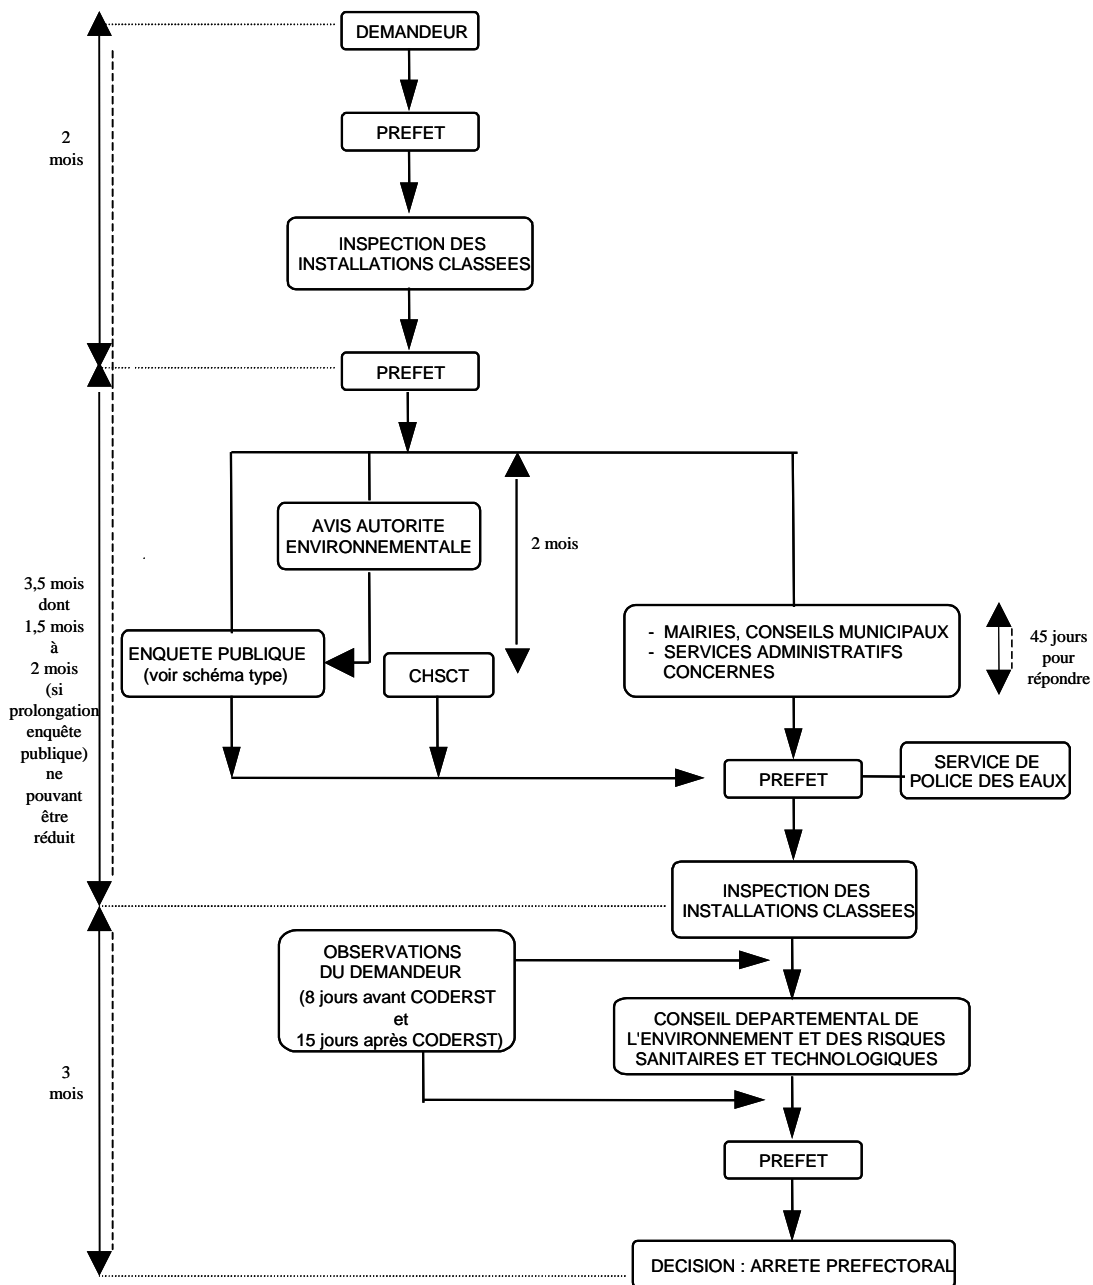 DEMANDEUR
PREFET
2
mois
INSPECTION DES
INSTALLATIONS CLASSEES
PREFET
AVIS AUTORITE
ENVIRONNEMENTALE
2 mois
3,5 mois
dont
1,5 mois
à
2 mois
(si
prolongation
enquête
publique)
ne
pouvant
être
réduit
ENQUETE PUBLIQUE
(voir schéma type)
CHSCT
- MAIRIES, CONSEILS MUNICIPAUX
- SERVICES ADMINISTRATIFS
CONCERNES
45 jours
pour
répondre
PREFET
SERVICE DE
POLICE DES EAUX
INSPECTION DES
INSTALLATIONS CLASSEES
OBSERVATIONS
DU DEMANDEUR
(8 jours avant CODERST
et
15 jours après CODERST)
CONSEIL DEPARTEMENTAL DE
L'ENVIRONNEMENT ET DES RISQUES
SANITAIRES ET TECHNOLOGIQUES
3
mois
PREFET
DECISION : ARRETE PREFECTORAL